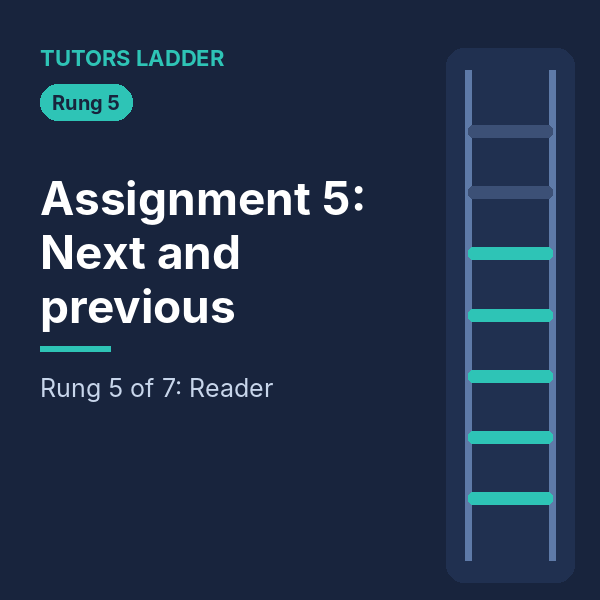 TUTORS LADDER
Rung 5
Assignment 5:
Next and
previous
Rung 5 of 7: Reader